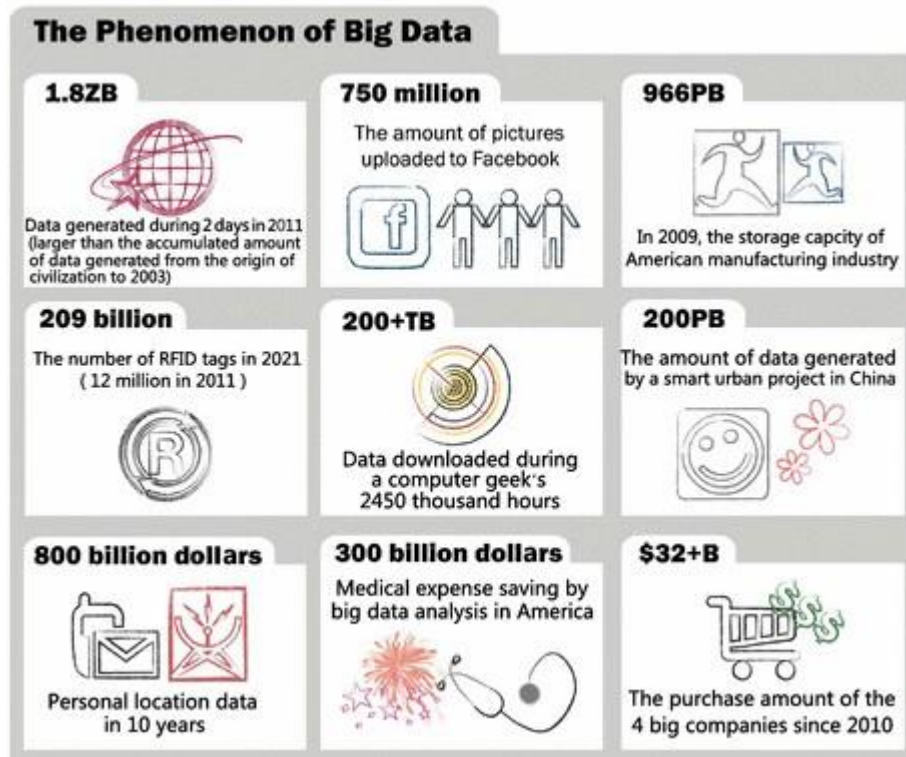 The Phenomenon of Big Data
1.8ZB
Data generated during 2 days in 2011
(larger than the accumulated amount
of data generated from the origin of
civilization to 2003)
750 million
The amount of pictures
uploaded to Facebook
f
966PB
In 2009, the storage capcity of
American manufacturing industry
209 billion
The number of RFID tags in 2021
( 12 million in 2011 )
R
200+TB
Data downloaded during
a computer geek's
2450 thousand hours
200PB
The amount of data generated
by a smart urban project in China
800 billion dollars
Personal location data
in 10 years
300 billion dollars
Medical expense saving by
big data analysis in America
$32+B
$$$
The purchase amount of the
4 big companies since 2010